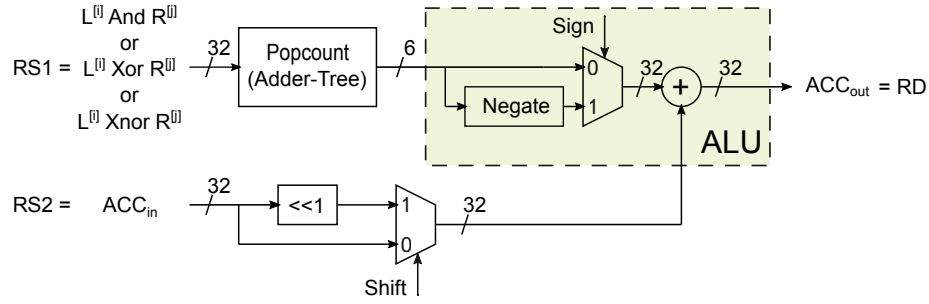 L[i] And R[j]
or
RS1 = L[i] Xor R[j]
or
L[i] Xnor R[j]
32
Popcount
(Adder-Tree)
6
Sign
0
Negate
1
32
+
32
ACCout = RD
ALU
RS2 = ACCin
32
<<1
1
0
32
Shift